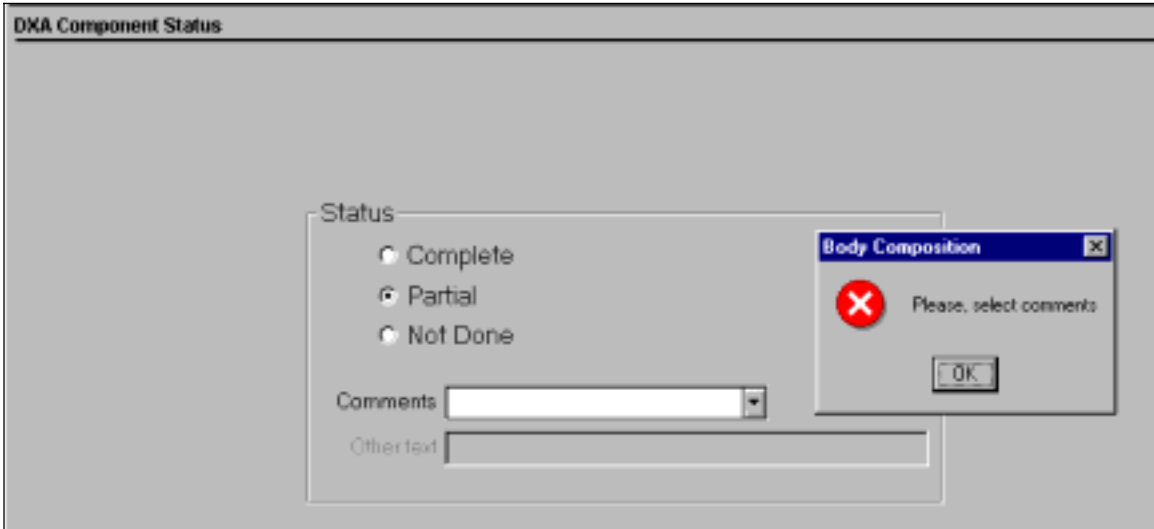 DXA Component Status
Status
Complete
Partial
Not Done
Comments
Other text
Body Composition
Please, select comments
OK